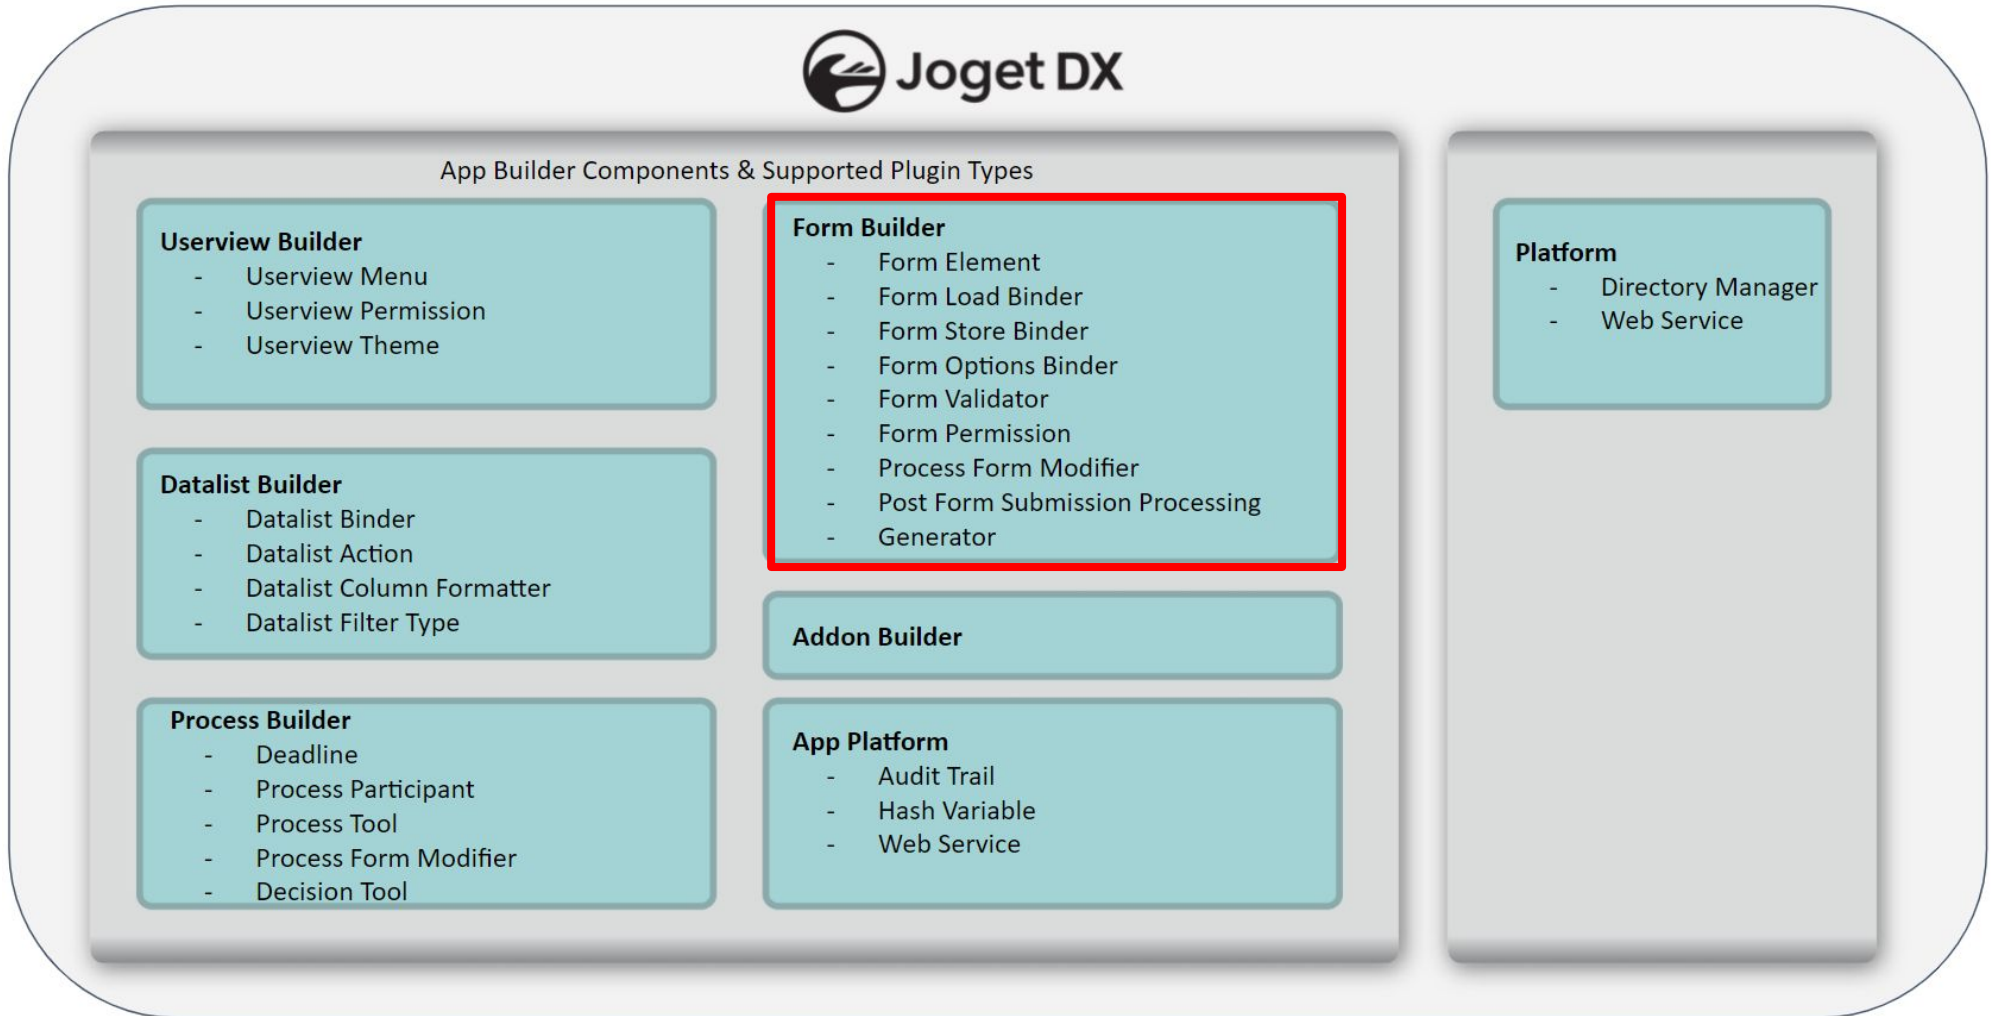 Joget DX
App Builder Components & Supported Plugin Types
Userview Builder
- Userview Menu
- Userview Permission
- Userview Theme
Datalist Builder
- Datalist Binder
- Datalist Action
- Datalist Column Formatter
- Datalist Filter Type
Process Builder
- Deadline
- Process Participant
- Process Tool
- Process Form Modifier
- Decision Tool
Form Builder
- Form Element
- Form Load Binder
- Form Store Binder
- Form Options Binder
- Form Validator
- Form Permission
- Process Form Modifier
- Post Form Submission Processing
- Generator
Addon Builder
App Platform
- Audit Trail
- Hash Variable
- Web Service
Platform
- Directory Manager
- Web Service